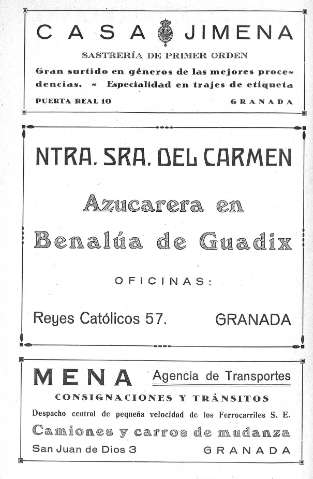 CASA JIMENA
SASTRERÍA DE PRIMER ORDEN
Gran surtido en géneros de las mejores proce-
dencias. - Especialidad en trajes de etiqueta
PUERTA REAL 10 GRANADA
NTRA. SRA. DEL CARMEN
Azucarera en
Benalúa de Guadix
OFICINAS:
Reyes Católicos 57. GRANADA
MENA Agencia de Transportes
CONSIGNACIONES Y TRÁNSITOS
Despacho central de pequeña velocidad de los Ferrocarriles S. E.
Camiones y carros de mudanza
San Juan de Dios 3 GRANADA